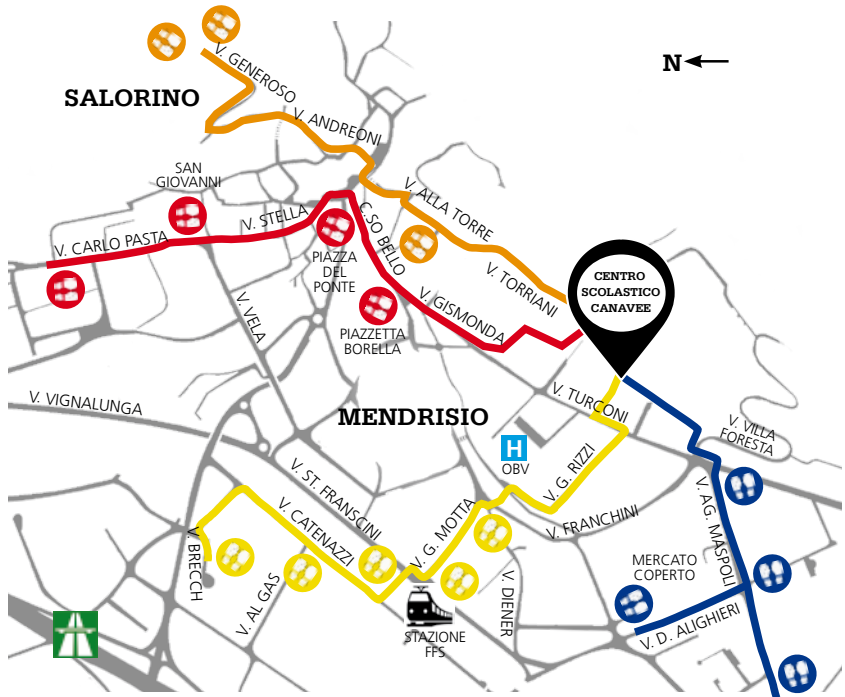 V. GENEROSO
N
SALORINO
V. ANDREONI
SAN
GIOVANNI
V. ALLA TORRE
V. STELLA
C.SO BELLO
V. CARLO PASTA
PIAZZA
DEL
PONTE
V. TORRIANI
CENTRO
SCOLASTICO
CANAVEE
V. GISMONDA
PIAZZETTA
BORELLA
V. VELA
V. VIGNALUNGA
MENDRISIO
V. TURCONI
V. VILLA
FORESTA
H
OBV
V. G. RIZZI
V. ST. FRANSCINI
V. CATENAZZI
V. G. MOTTA
V. FRANCHINI
V. AG. MASPOLI
V. BRECCH
MERCATO
COPERTO
V. AL GAS
V. DIENER
V. D. ALIGHIERI
STAZIONE
FFS